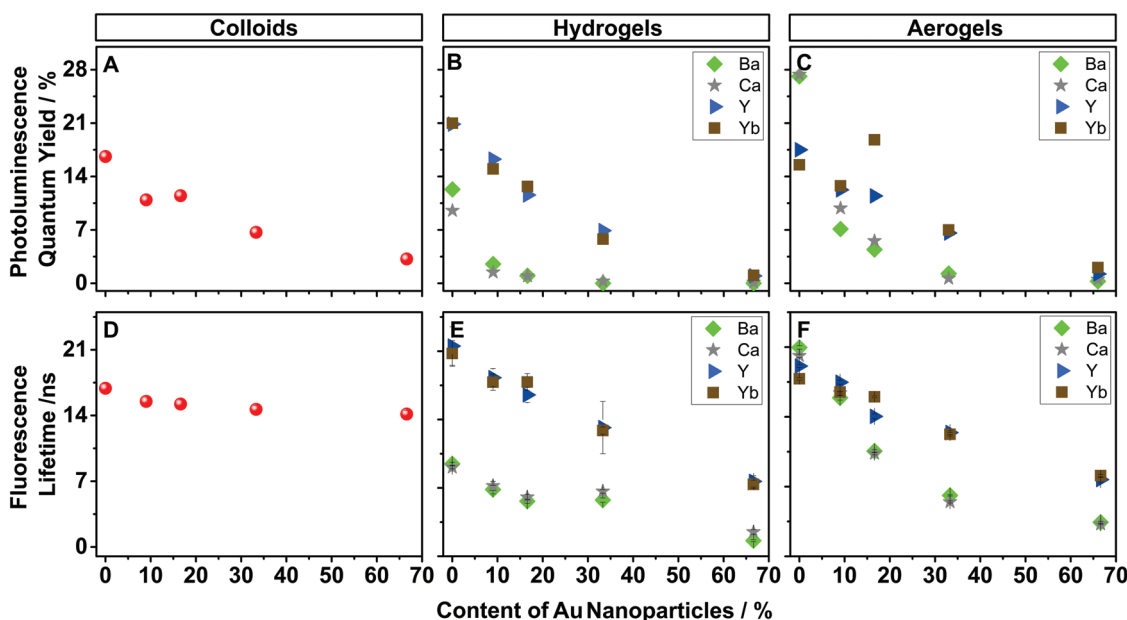 Colloids
Hydrogels
Aerogels
Photoluminescence
Quantum Yield / %
28
21
14
7
0
A
B
Ba
Ca
Y
Yb
C
Ba
Ca
Y
Yb
Fluorescence
Lifetime /ns
21
14
7
0
D
E
Ba
Ca
Y
Yb
F
Ba
Ca
Y
Yb
0 10 20 30 40 50 60 70
0 10 20 30 40 50 60 70
0 10 20 30 40 50 60 70
Content of Au Nanoparticles / %